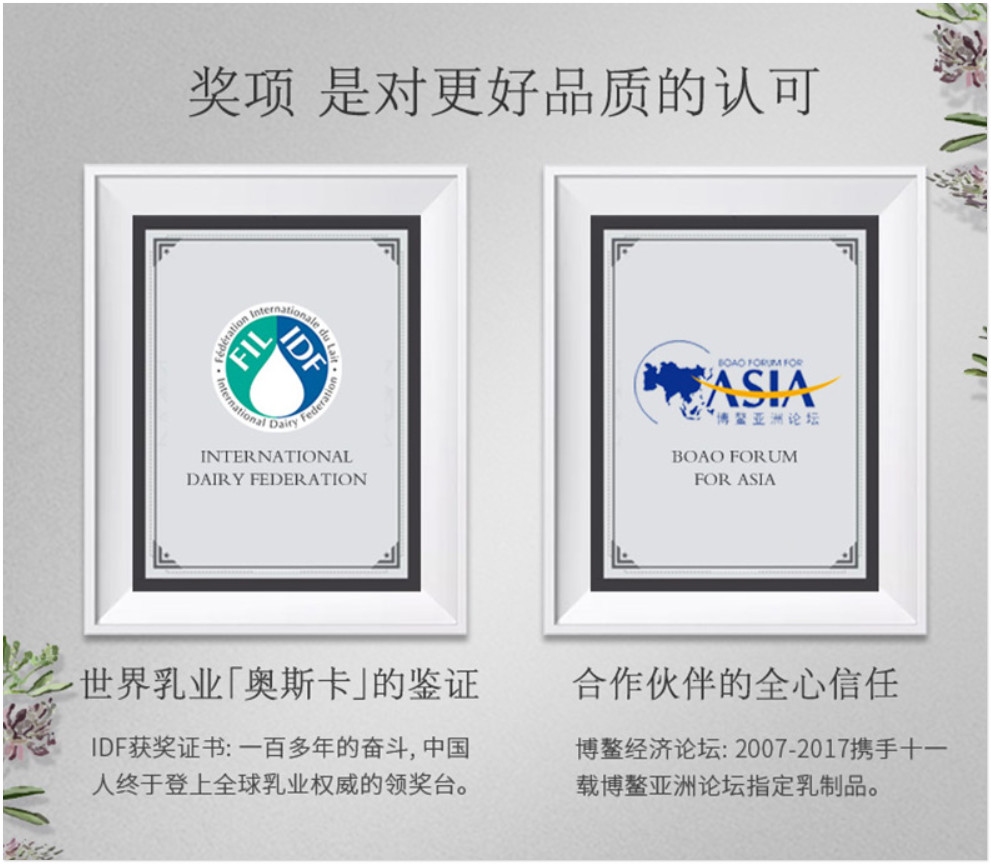 奖项 是对更好品质的认可
Fédération Internationale du Lait
FIL IDF
International Dairy Federation
INTERNATIONAL
DAIRY FEDERATION
BOAO FORUM FOR
ASIA
博鳌亚洲论坛
BOAO FORUM
FOR ASIA
世界乳业「奥斯卡」的鉴证
IDF获奖证书: 一百多年的奋斗, 中国
人终于登上全球乳业权威的领奖台。
合作伙伴的全心信任
博鳌经济论坛: 2007-2017携手十一
载博鳌亚洲论坛指定乳制品。